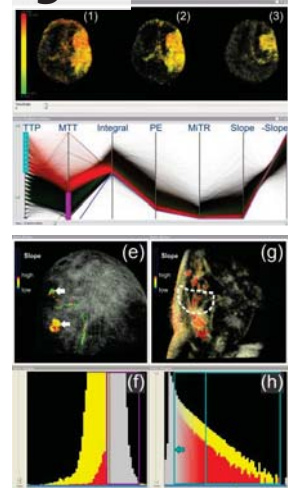 (1) (2) (3)
TTP MTT Integral PE MiTR Slope -Slope
(e) (g)
Slope Slope
high high
low low
(f) (h)